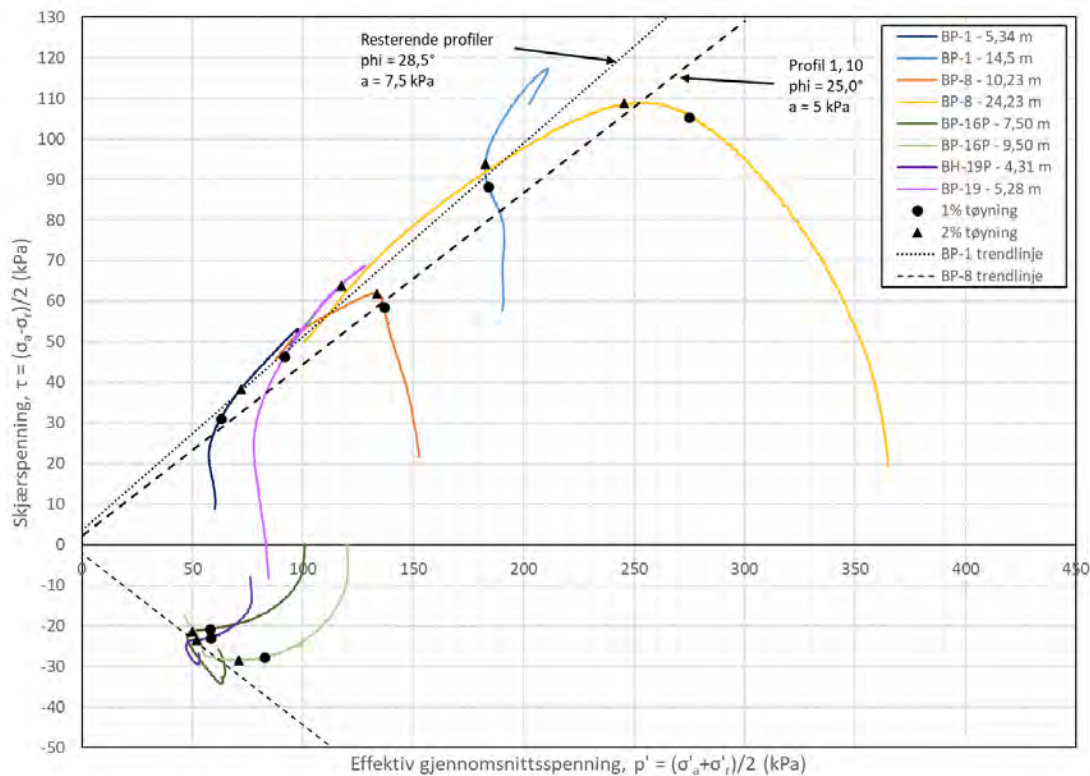 130
120
110
100
90
80
70
60
50
40
30
20
10
0
-10
-20
-30
-40
-50
Skjærspenning, τ = (σₐ-σᵣ)/2 (kPa)
Resterende profiler
phi = 28,5°
a = 7,5 kPa
Profil 1, 10
phi = 25,0°
a = 5 kPa
BP-1 - 5,34 m
BP-1 - 14,5 m
BP-8 - 10,23 m
BP-8 - 24,23 m
BP-16P - 7,50 m
BP-16P - 9,50 m
BH-19P - 4,31 m
BP-19 - 5,28 m
1% tøyning
2% tøyning
BP-1 trendlinje
BP-8 trendlinje
0 50 100 150 200 250 300 350 400 450
Effektiv gjennomsnittsspenning, p' = (σ'ₐ+σ'ᵣ)/2 (kPa)